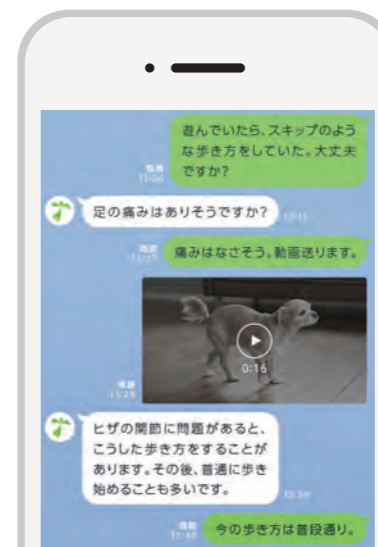 遊んでいたら、スキップのよう
な歩き方をしていた。大丈夫
ですか?
足の痛みはありそうですか?
痛みはなさそう。動画送ります。
0:16
ヒザの関節に問題があると、
こうした歩き方をすることが
あります。その後、普通に歩き
始めることも多いです。
今の歩き方は普段通り。